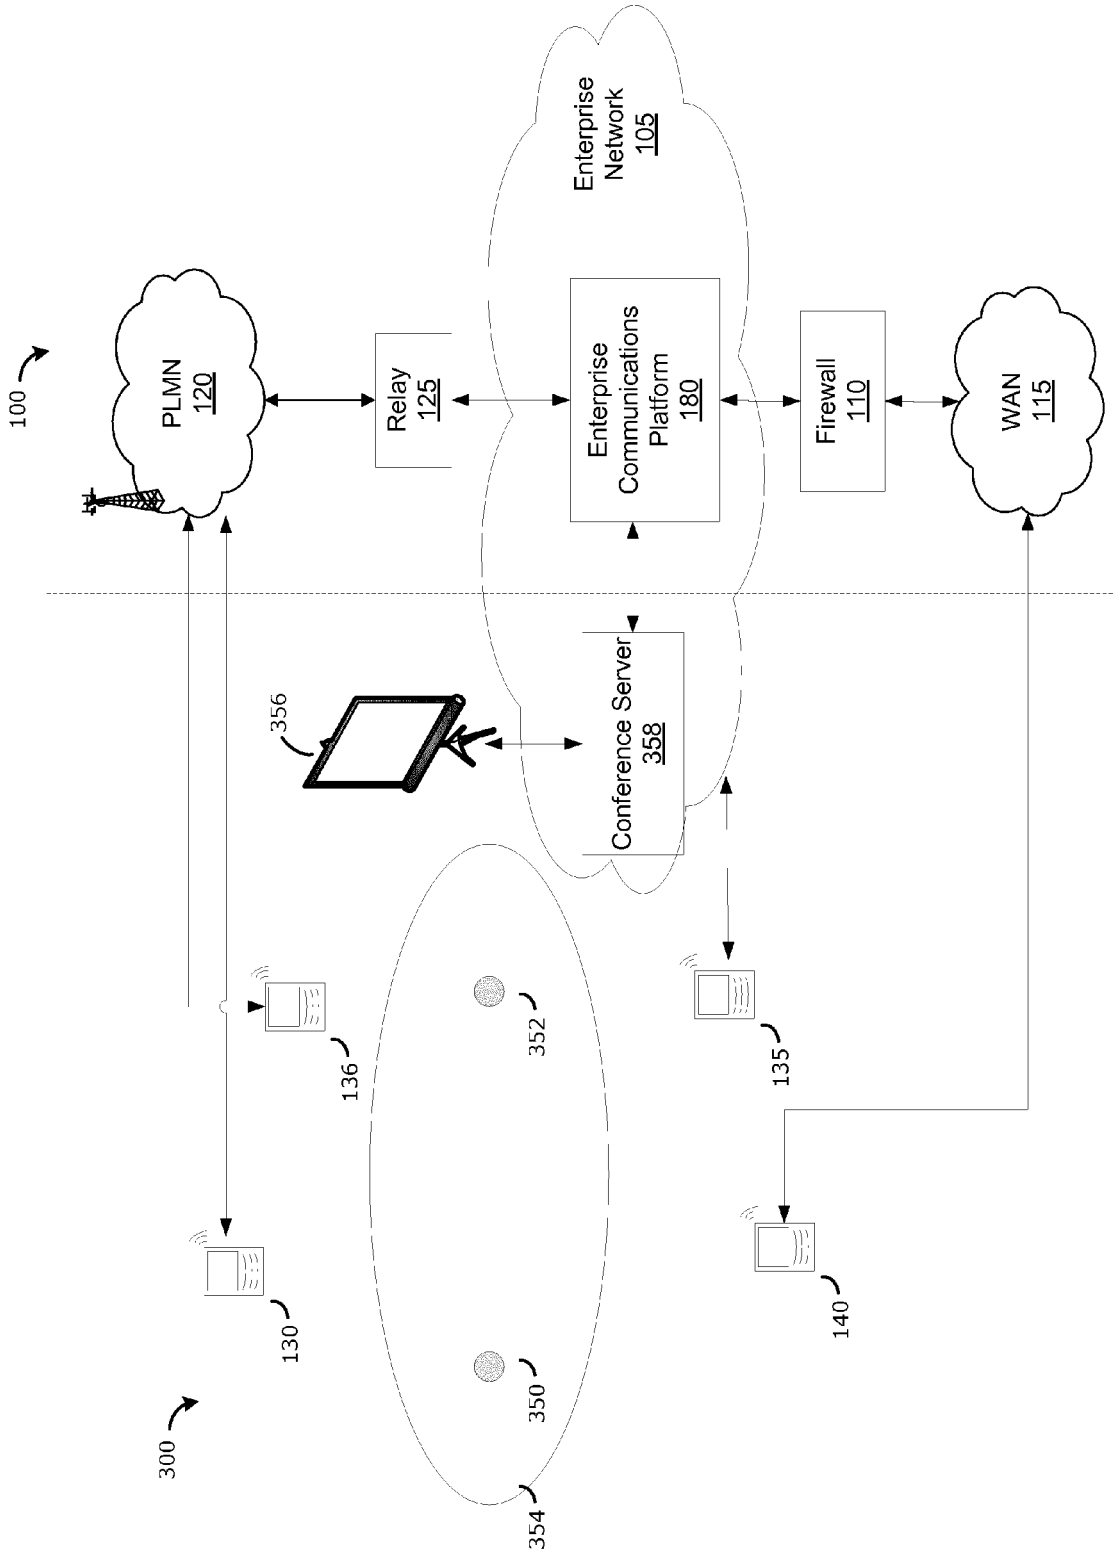 100
PLMN
120
Relay
125
Enterprise
Network
105
Enterprise
Communications
Platform
180
Firewall
110
WAN
115
356
Conference Server
358
136
352
135
130
350
140
300
354